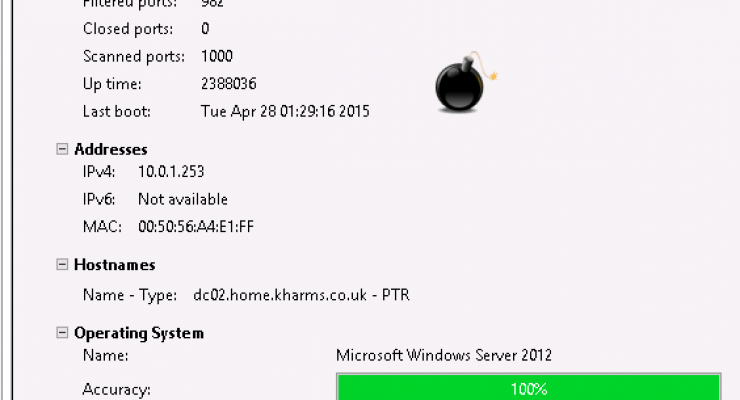 Filtered ports: 982
Closed ports: 0
Scanned ports: 1000
Up time: 2388036
Last boot: Tue Apr 28 01:29:16 2015
Addresses
IPv4: 10.0.1.253
IPv6: Not available
MAC: 00:50:56:A4:E1:FF
Hostnames
Name - Type: dc02.home.kharms.co.uk - PTR
Operating System
Name: Microsoft Windows Server 2012
Accuracy: 100%